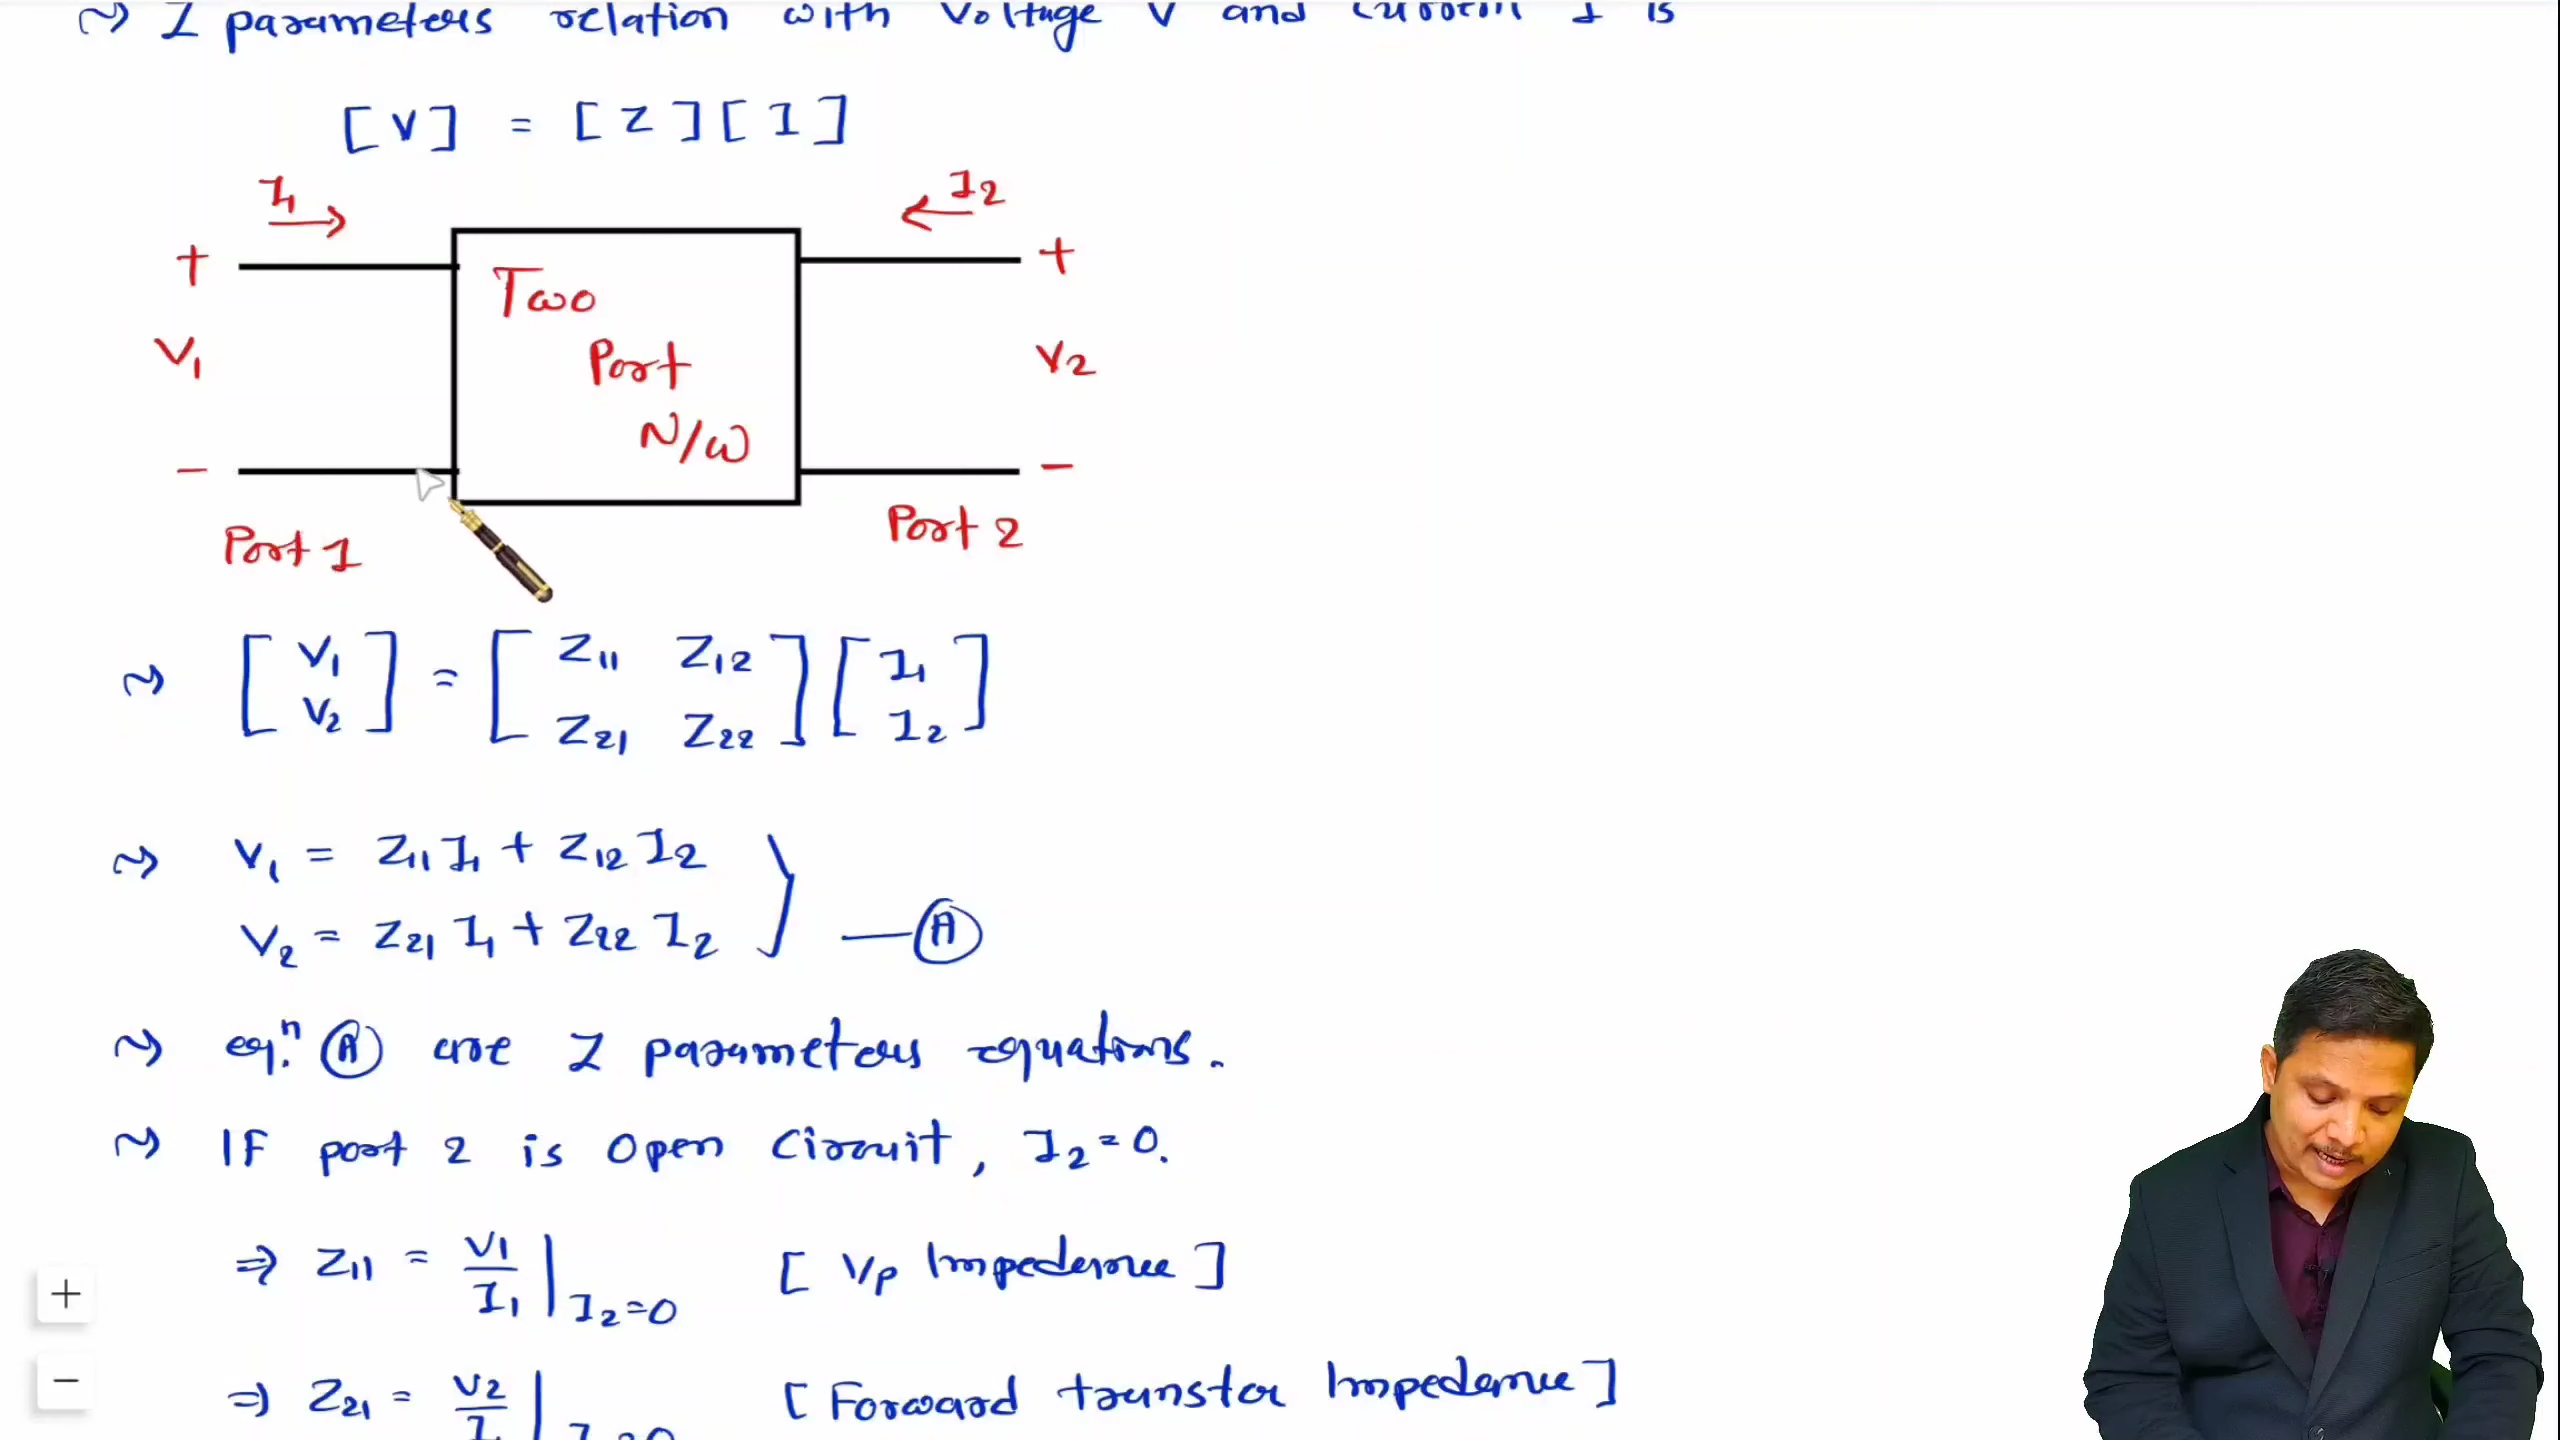 ~> Z parameters relation with Voltage V and Current I is
[V] = [Z][I]
I1 → ← I2
+ +
Two
Port
N/W
V1 V2
- -
Port 1 Port 2
~> [V1 V2] = [Z11 Z12 Z21 Z22] [I1 I2]
~> V1 = Z11 I1 + Z12 I2
V2 = Z21 I1 + Z22 I2 } — Ⓐ
~> eqn. Ⓐ are Z parameters equations.
~> IF port 2 is open circuit, I2 = 0.
⇒ Z11 = V1/I1 | I2=0 [ I/p Impedance ]
⇒ Z21 = V2/I | I =0 [ Forward transfer Impedance ]
+
-